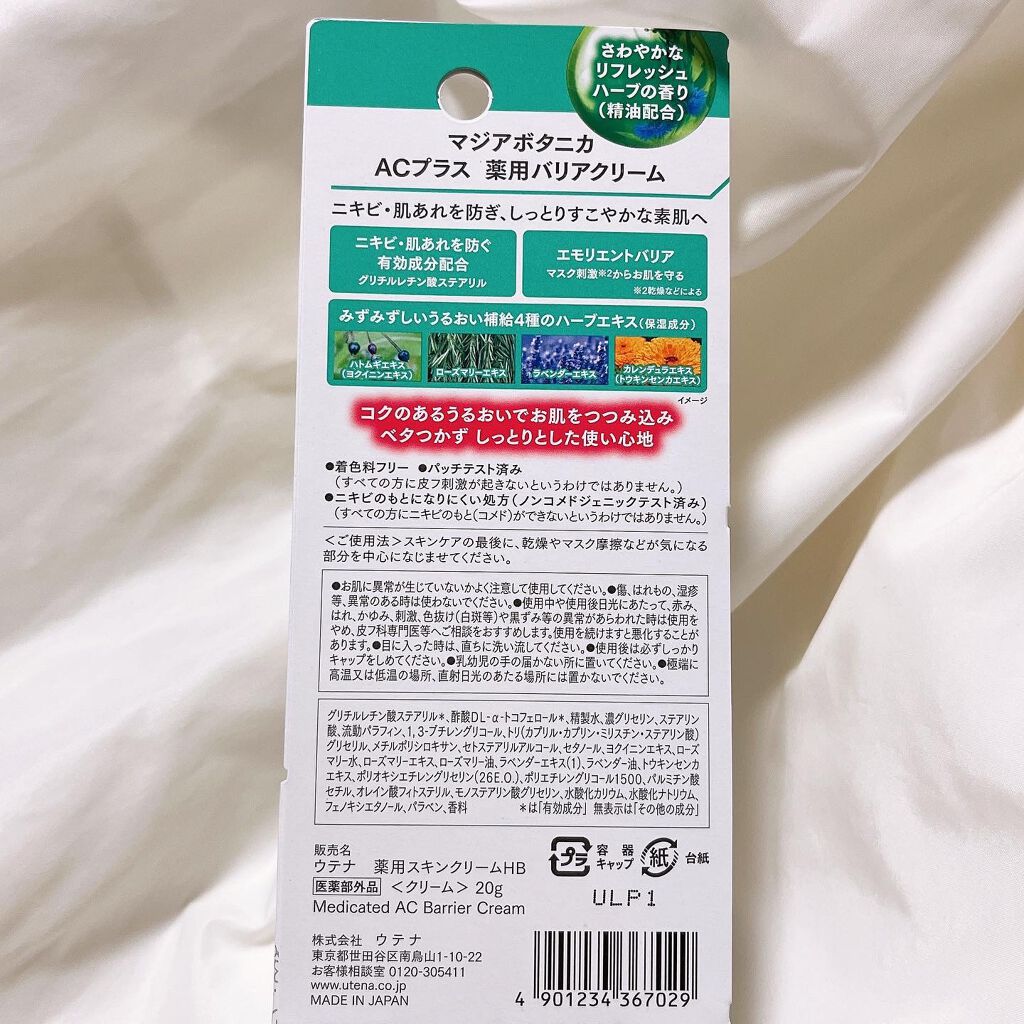 さわやかな
リフレッシュ
ハーブの香り
(精油配合)
マジアボタニカ
ACプラス 薬用バリアクリーム
ニキビ・肌あれを防ぎ、しっとりすこやかな素肌へ
ニキビ・肌あれを防ぐ
有効成分配合
グリチルレチン酸ステアリル
エモリエントバリア
マスク刺激※2からお肌を守る
※2乾燥などによる
みずみずしいうるおい補給4種のハーブエキス(保湿成分)
ハトムギエキス
(ヨクイニンエキス)
ローズマリーエキス
ラベンダーエキス
カレンデュラエキス
(トウキンセンカエキス)
イメージ
コクのあるうるおいでお肌をつつみ込み
ベタつかず しっとりとした使い心地
●着色料フリー ●パッチテスト済み
(すべての方に皮フ刺激が起きないというわけではありません。)
●ニキビのもとになりにくい処方(ノンコメドジェニックテスト済み)
(すべての方にニキビのもと(コメド)ができないというわけではありません。)
<ご使用法>スキンケアの最後に、乾燥やマスク摩擦などが気になる
部分を中心になじませてください。
●お肌に異常が生じていないかよく注意して使用してください。●傷、はれもの、湿疹
等、異常のある時は使わないでください。●使用中や使用後日光にあたって、赤み、
はれ、かゆみ、刺激、色抜け(白斑等)や黒ずみ等の異常があらわれた時は使用を
やめ、皮フ科専門医等へご相談をおすすめします。使用を続けますと悪化することが
あります。●目に入った時は、直ちに洗い流してください。●使用後は必ずしっかり
キャップをしめてください。●乳幼児の手の届かない所に置いてください。●極端に
高温又は低温の場所、直射日光のあたる場所には置かないでください。
グリチルレチン酸ステアリル*、酢酸DL-α-トコフェロール*、精製水、濃グリセリン、ステアリン
酸、流動パラフィン、1,3-ブチレングリコール、トリ(カプリル・カプリン・ミリスチン・ステアリン酸)
グリセリル、メチルポリシロキサン、セトステアリルアルコール、セタノール、ヨクイニンエキス、ローズ
マリー水、ローズマリーエキス、ローズマリー油、ラベンダーエキス(1)、ラベンダー油、トウキンセンカ
エキス、ポリオキシエチレングリセリン(26E.O.)、ポリエチレングリコール1500、パルミチン酸
セチル、オレイン酸フィトステリル、モノステアリン酸グリセリン、水酸化カリウム、水酸化ナトリウム、
フェノキシエタノール、パラベン、香料 *は「有効成分」 無表示は「その他の成分」
販売名
ウテナ 薬用スキンクリームHB
医薬部外品 <クリーム> 20g
Medicated AC Barrier Cream
プラ 容器 キャップ 紙 台紙
ULP1
株式会社 ウテナ
東京都世田谷区南烏山1-10-22
お客様相談室 0120-305411
www.utena.co.jp
MADE IN JAPAN
4 901234 367029